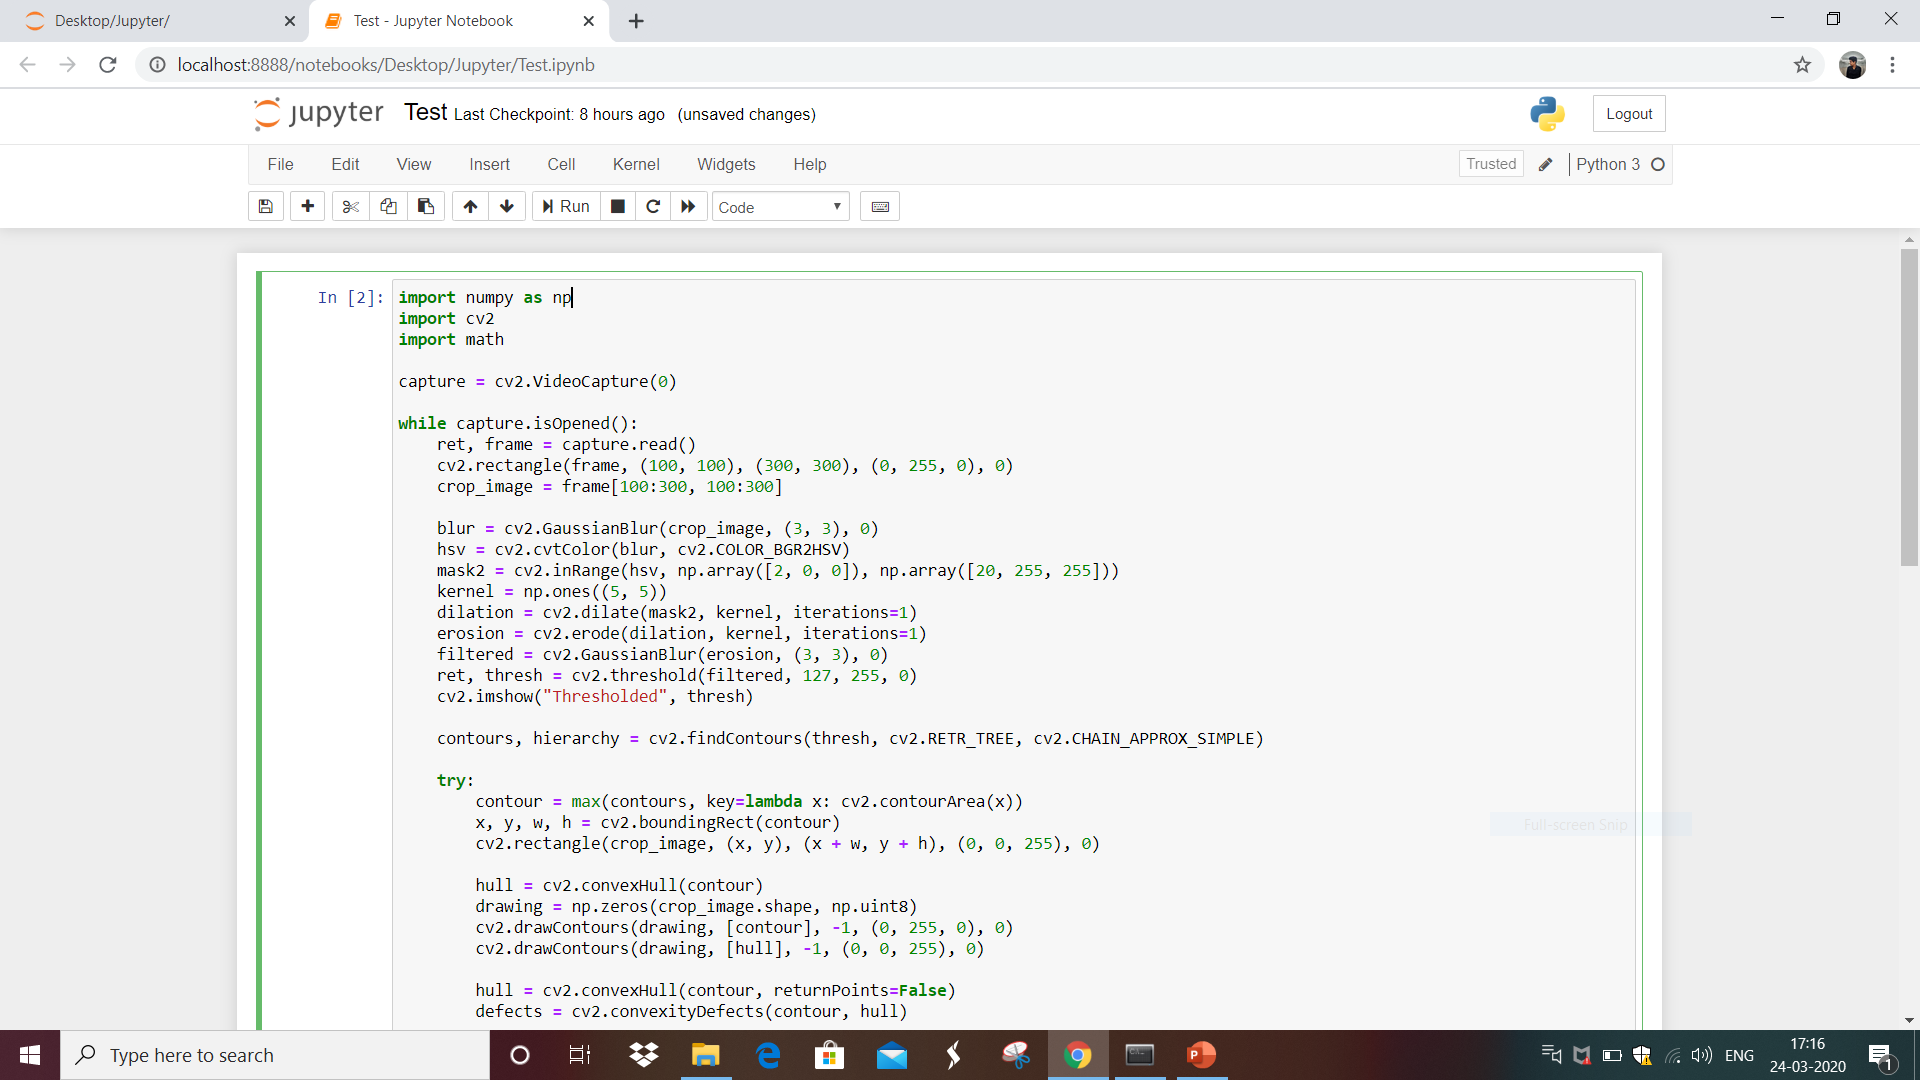 Desktop/Jupyter/
Test - Jupyter Notebook
localhost:8888/notebooks/Desktop/Jupyter/Test.ipynb
jupyter Test Last Checkpoint: 8 hours ago (unsaved changes)
Logout
File Edit View Insert Cell Kernel Widgets Help
Trusted Python 3
Run Code
In [2]: import numpy as np
import cv2
import math
capture = cv2.VideoCapture(0)
while capture.isOpened():
    ret, frame = capture.read()
    cv2.rectangle(frame, (100, 100), (300, 300), (0, 255, 0), 0)
    crop_image = frame[100:300, 100:300]
    blur = cv2.GaussianBlur(crop_image, (3, 3), 0)
    hsv = cv2.cvtColor(blur, cv2.COLOR_BGR2HSV)
    mask2 = cv2.inRange(hsv, np.array([2, 0, 0]), np.array([20, 255, 255]))
    kernel = np.ones((5, 5))
    dilation = cv2.dilate(mask2, kernel, iterations=1)
    erosion = cv2.erode(dilation, kernel, iterations=1)
    filtered = cv2.GaussianBlur(erosion, (3, 3), 0)
    ret, thresh = cv2.threshold(filtered, 127, 255, 0)
    cv2.imshow("Thresholded", thresh)
    contours, hierarchy = cv2.findContours(thresh, cv2.RETR_TREE, cv2.CHAIN_APPROX_SIMPLE)
    try:
        contour = max(contours, key=lambda x: cv2.contourArea(x))
        x, y, w, h = cv2.boundingRect(contour)
        cv2.rectangle(crop_image, (x, y), (x + w, y + h), (0, 0, 255), 0)
        hull = cv2.convexHull(contour)
        drawing = np.zeros(crop_image.shape, np.uint8)
        cv2.drawContours(drawing, [contour], -1, (0, 255, 0), 0)
        cv2.drawContours(drawing, [hull], -1, (0, 0, 255), 0)
        hull = cv2.convexHull(contour, returnPoints=False)
        defects = cv2.convexityDefects(contour, hull)
Full-screen Snip
Type here to search
ENG
17:16
24-03-2020
1